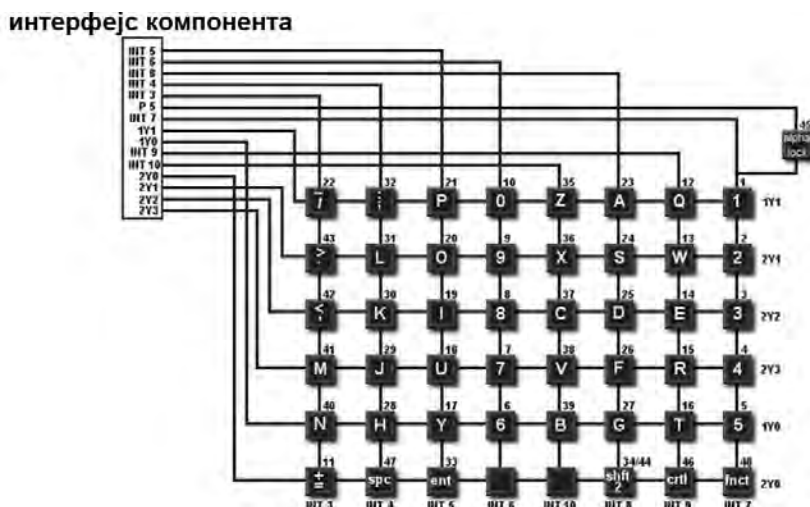 интерфејс компонента
INT 5
INT 6
INT 8
INT 4
INT 3
P 5
INT 7
1Y1
1Y0
INT 9
INT 10
2Y0
2Y1
2Y2
2Y3
49
alpha lock
22 32 21 10 35 23 12 1
P 0 Z A Q 1 1Y1
43 31 20 9 36 24 13 2
L O 9 X S W 2 2Y1
42 30 19 8 37 25 14 3
K I 8 C D E 3 2Y2
41 29 18 7 38 26 15 4
M J U 7 V F R 4 2Y3
40 28 17 6 39 27 16 5
N H Y 6 B G T 5 1Y0
11 47 33 34/44 46 48
spc ent shft 2 crtl fnct 2Y0
INT 3 INT 4 INT 5 INT 6 INT 10 INT 8 INT 9 INT 7